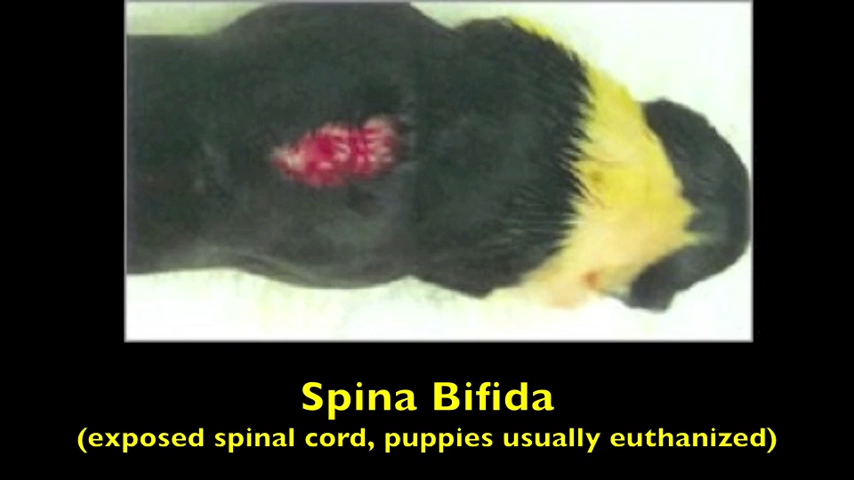 Spina Bifida
(exposed spinal cord, puppies usually euthanized)